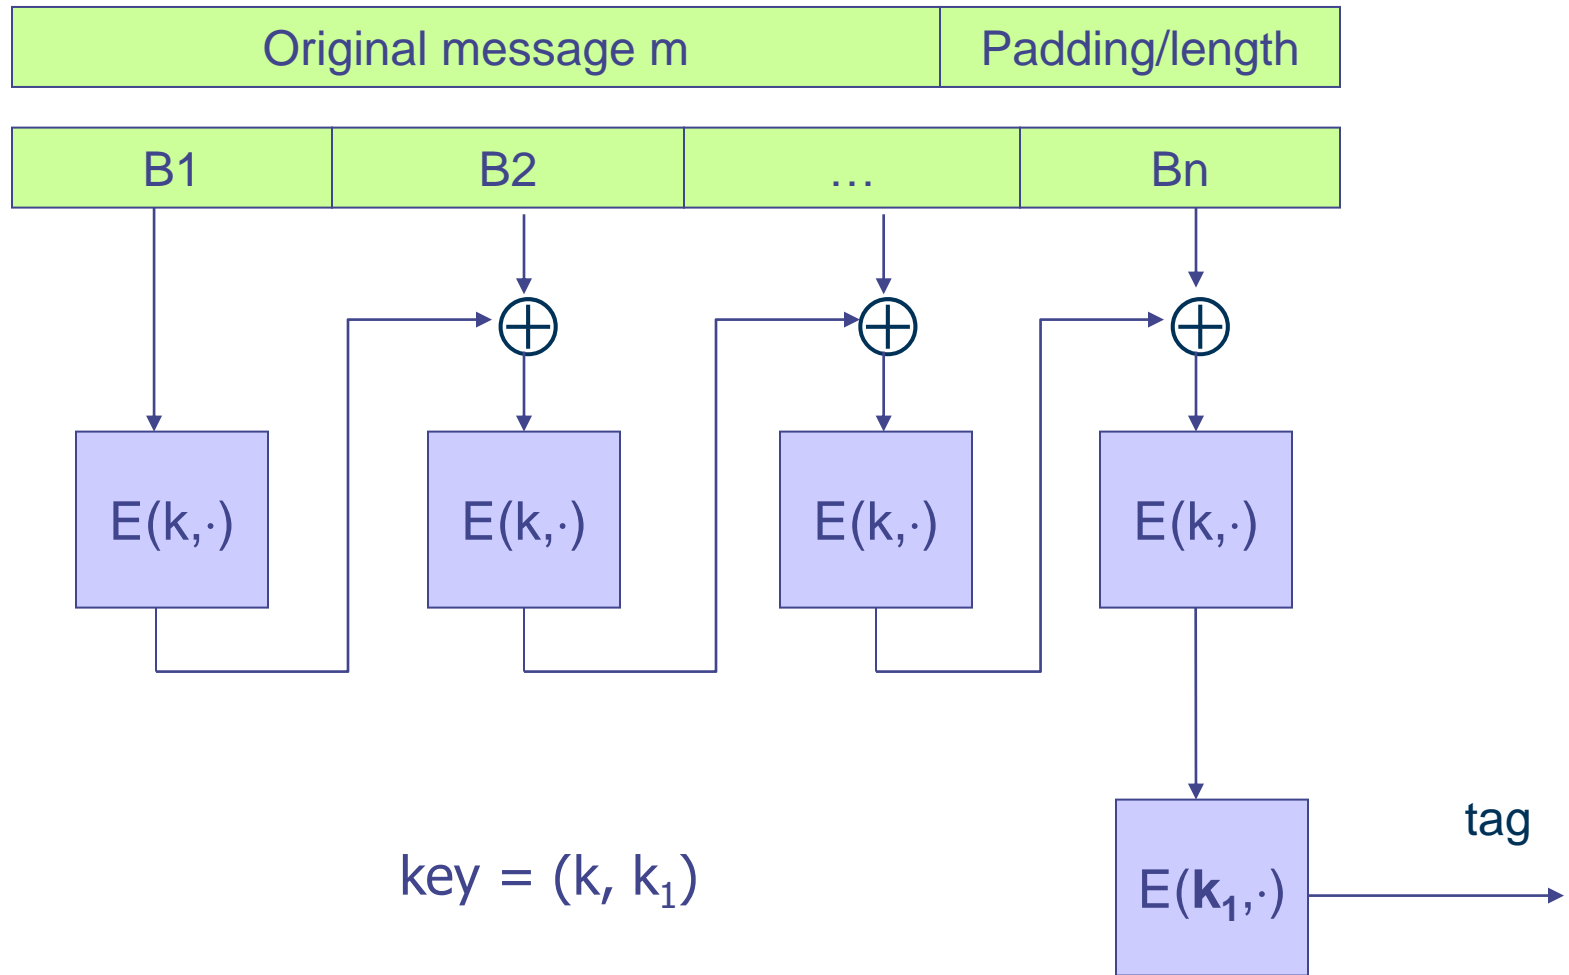 Original message m Padding/length
B1 B2 … Bn
E(k,·) E(k,·) E(k,·) E(k,·)
tag
key = (k, k₁)
E(k₁,·)